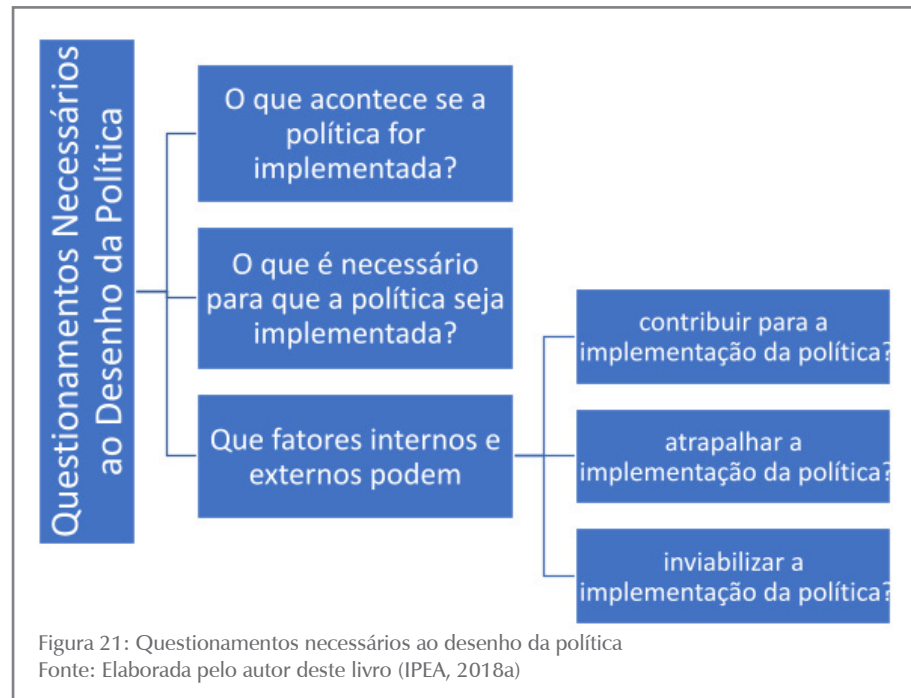 Questionamentos Necessários
ao Desenho da Política
O que acontece se a
política for
implementada?
O que é necessário
para que a política seja
implementada?
Que fatores internos e
externos podem
contribuir para a
implementação da política?
atrapalhar a
implementação da política?
inviabilizar a
implementação da política?
Figura 21: Questionamentos necessários ao desenho da política
Fonte: Elaborada pelo autor deste livro (IPEA, 2018a)